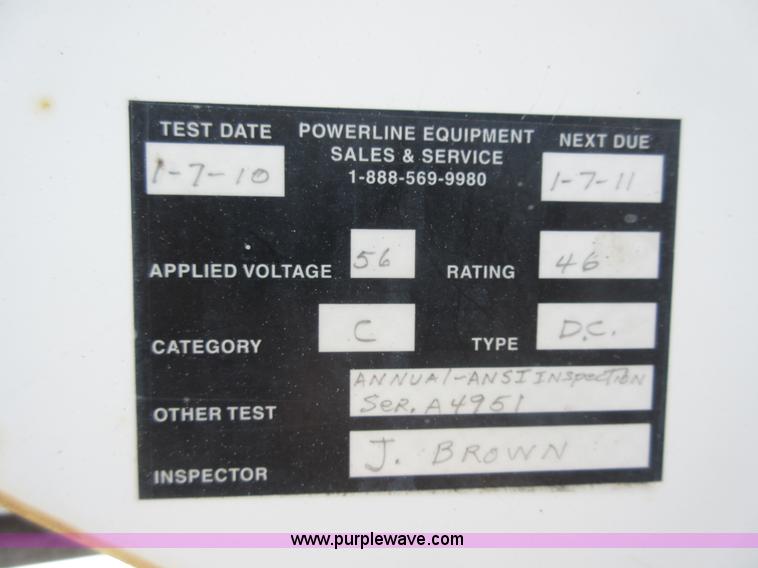 TEST DATE POWERLINE EQUIPMENT NEXT DUE
SALES & SERVICE
1-7-10 1-888-569-9980 1-7-11
APPLIED VOLTAGE 56 RATING 46
CATEGORY C TYPE D.C.
ANNUAL-ANSI INSPECTION
OTHER TEST SER. A4951
INSPECTOR J. BROWN
www.purplewave.com